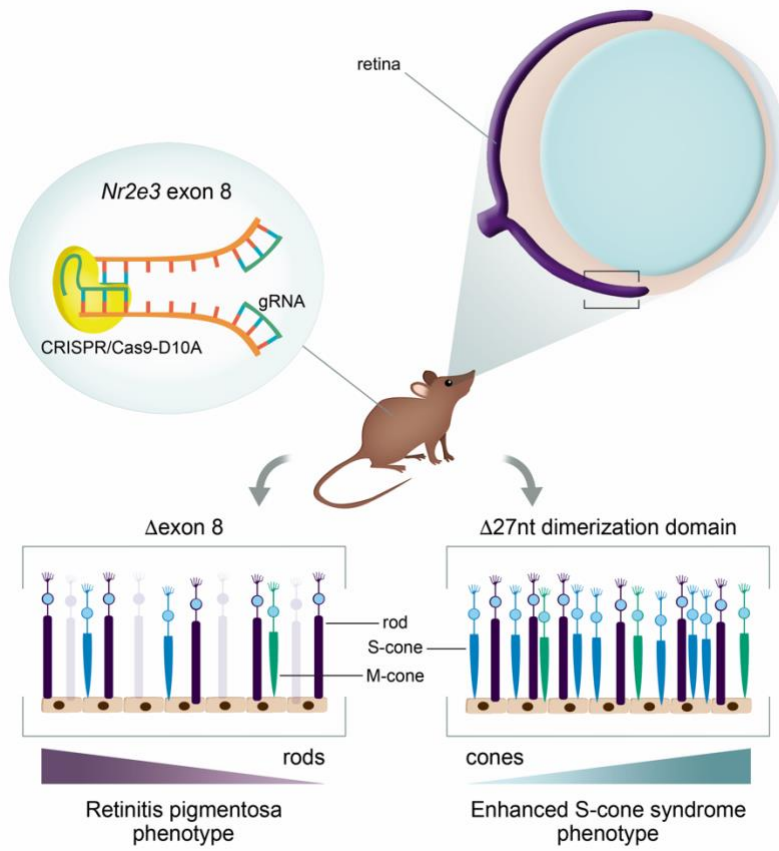 retina
Nr2e3 exon 8
gRNA
CRISPR/Cas9-D10A
Δexon 8
Δ27nt dimerization domain
rod
S-cone
M-cone
rods
cones
Retinitis pigmentosa
phenotype
Enhanced S-cone syndrome
phenotype